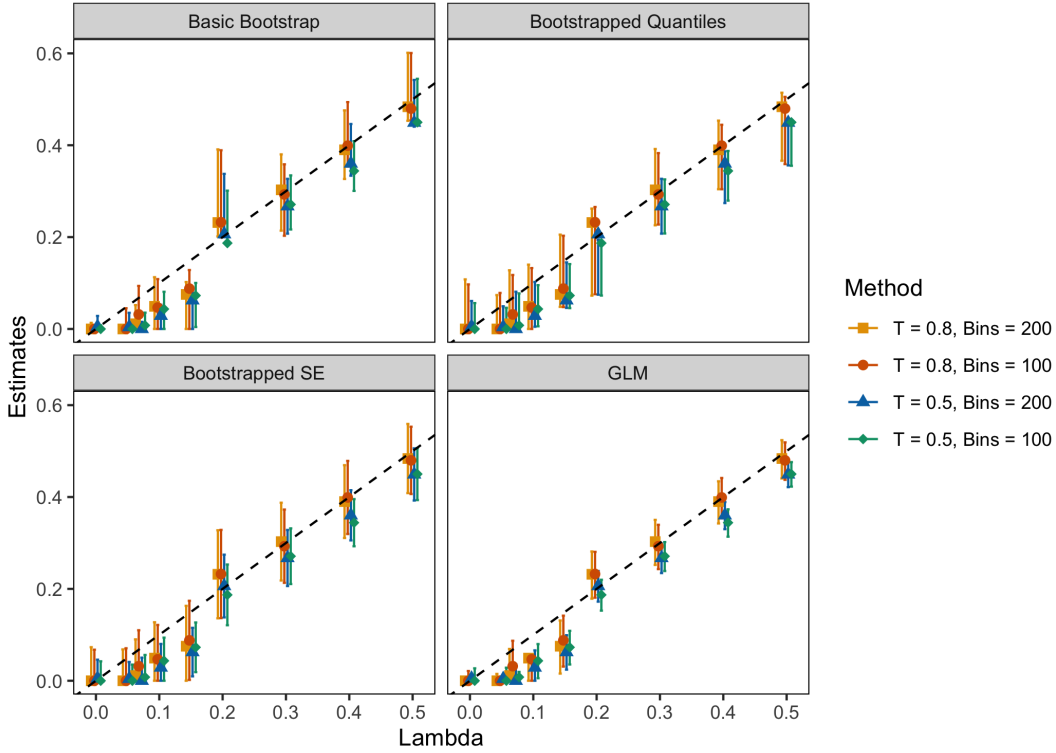 Basic Bootstrap
Bootstrapped Quantiles
0.6
0.4
0.2
0.0
Bootstrapped SE
GLM
0.6
0.4
0.2
0.0
0.0 0.1 0.2 0.3 0.4 0.5
0.0 0.1 0.2 0.3 0.4 0.5
Lambda
Estimates
Method
T = 0.8, Bins = 200
T = 0.8, Bins = 100
T = 0.5, Bins = 200
T = 0.5, Bins = 100